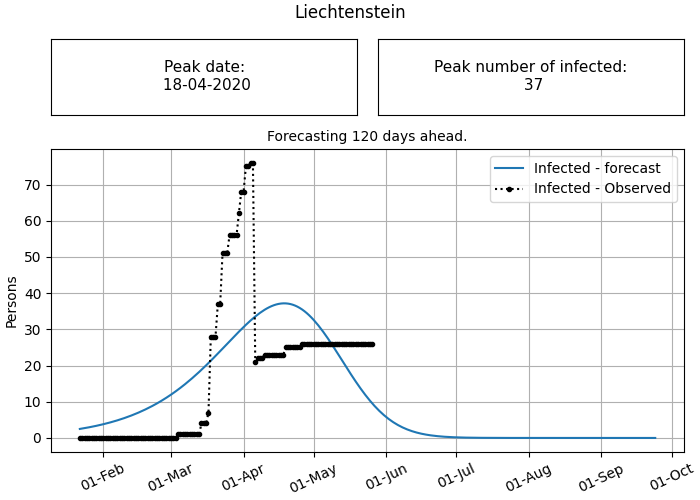 Liechtenstein
Peak date:
18-04-2020
Peak number of infected:
37
Forecasting 120 days ahead.
Infected - forecast
Infected - Observed
Persons
70
60
50
40
30
20
10
0
01-Feb
01-Mar
01-Apr
01-May
01-Jun
01-Jul
01-Aug
01-Sep
01-Oct